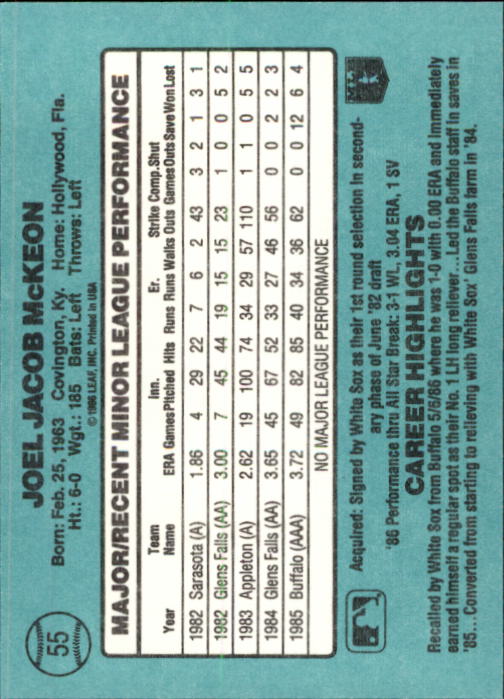 55
JOEL JACOB McKEON
Born: Feb. 25, 1963 Covington, Ky. Home: Hollywood, Fla.
Ht.: 6-0 Wgt.: 185 Bats: Left Throws: Left
©1986 LEAF, INC. Printed in USA
MAJOR/RECENT MINOR LEAGUE PERFORMANCE
Team Inn. Er. Strike Comp. Shut
Year Name ERA Games Pitched Hits Runs Runs Walks Outs Games Outs Save Won Lost
1982 Sarasota (A) 1.86 4 29 22 7 6 2 43 3 2 1 3 1
1982 Glens Falls (AA) 3.00 7 45 44 19 15 15 23 1 0 0 5 2
1983 Appleton (A) 2.62 19 100 74 34 29 57 110 1 1 0 5 5
1984 Glens Falls (AA) 3.65 45 67 52 33 27 46 56 0 0 2 2 3
1985 Buffalo (AAA) 3.72 49 82 85 40 34 36 62 0 0 12 6 4
NO MAJOR LEAGUE PERFORMANCE
Acquired: Signed by White Sox as their 1st round selection in second-
ary phase of June '82 draft
'86 Performance thru All Star Break: 3-1 WL, 3.04 ERA, 1 SV
CAREER HIGHLIGHTS
Recalled by White Sox from Buffalo 5/6/86 where he was 1-0 with 0.00 ERA and immediately
earned himself a regular spot as their No. 1 LH long reliever...Led the Buffalo staff in saves in
'85...Converted from starting to relieving with White Sox' Glens Falls farm in '84.